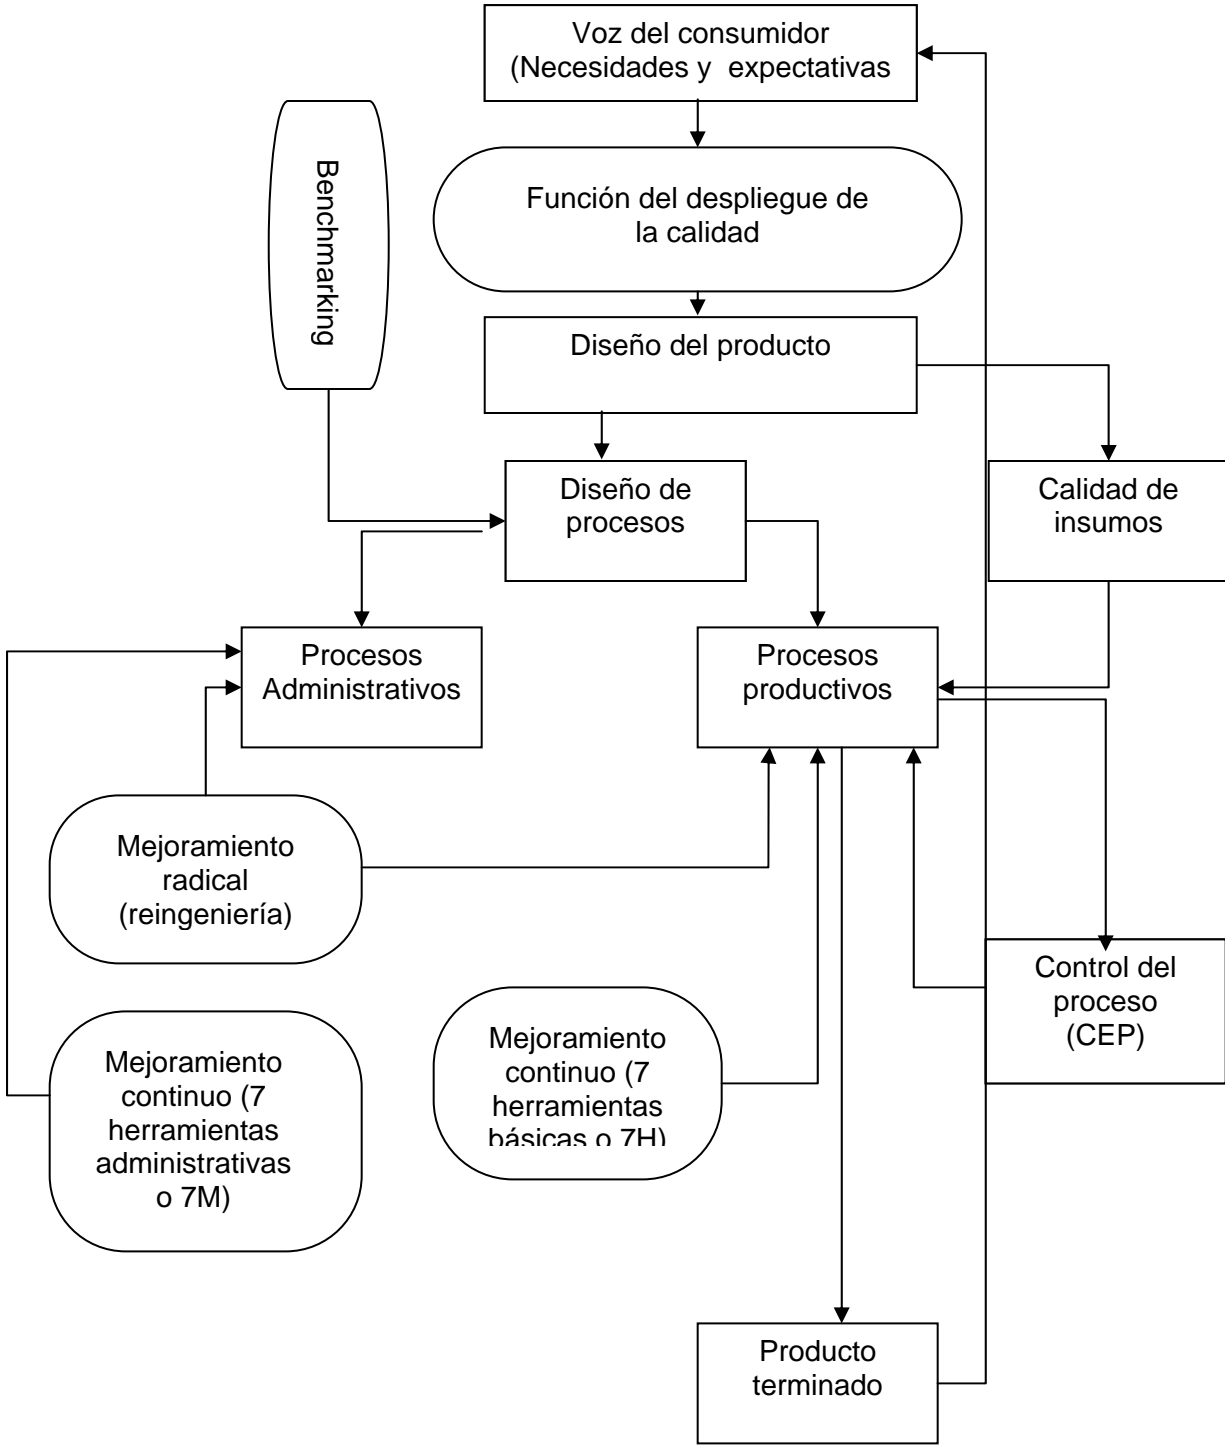 Voz del consumidor
(Necesidades y expectativas
Benchmarking
Función del despliegue de
la calidad
Diseño del producto
Diseño de
procesos
Calidad de
insumos
Procesos
Administrativos
Procesos
productivos
Mejoramiento
radical
(reingeniería)
Control del
proceso
(CEP)
Mejoramiento
continuo (7
herramientas
administrativas
o 7M)
Mejoramiento
continuo (7
herramientas
básicas o 7H)
Producto
terminado